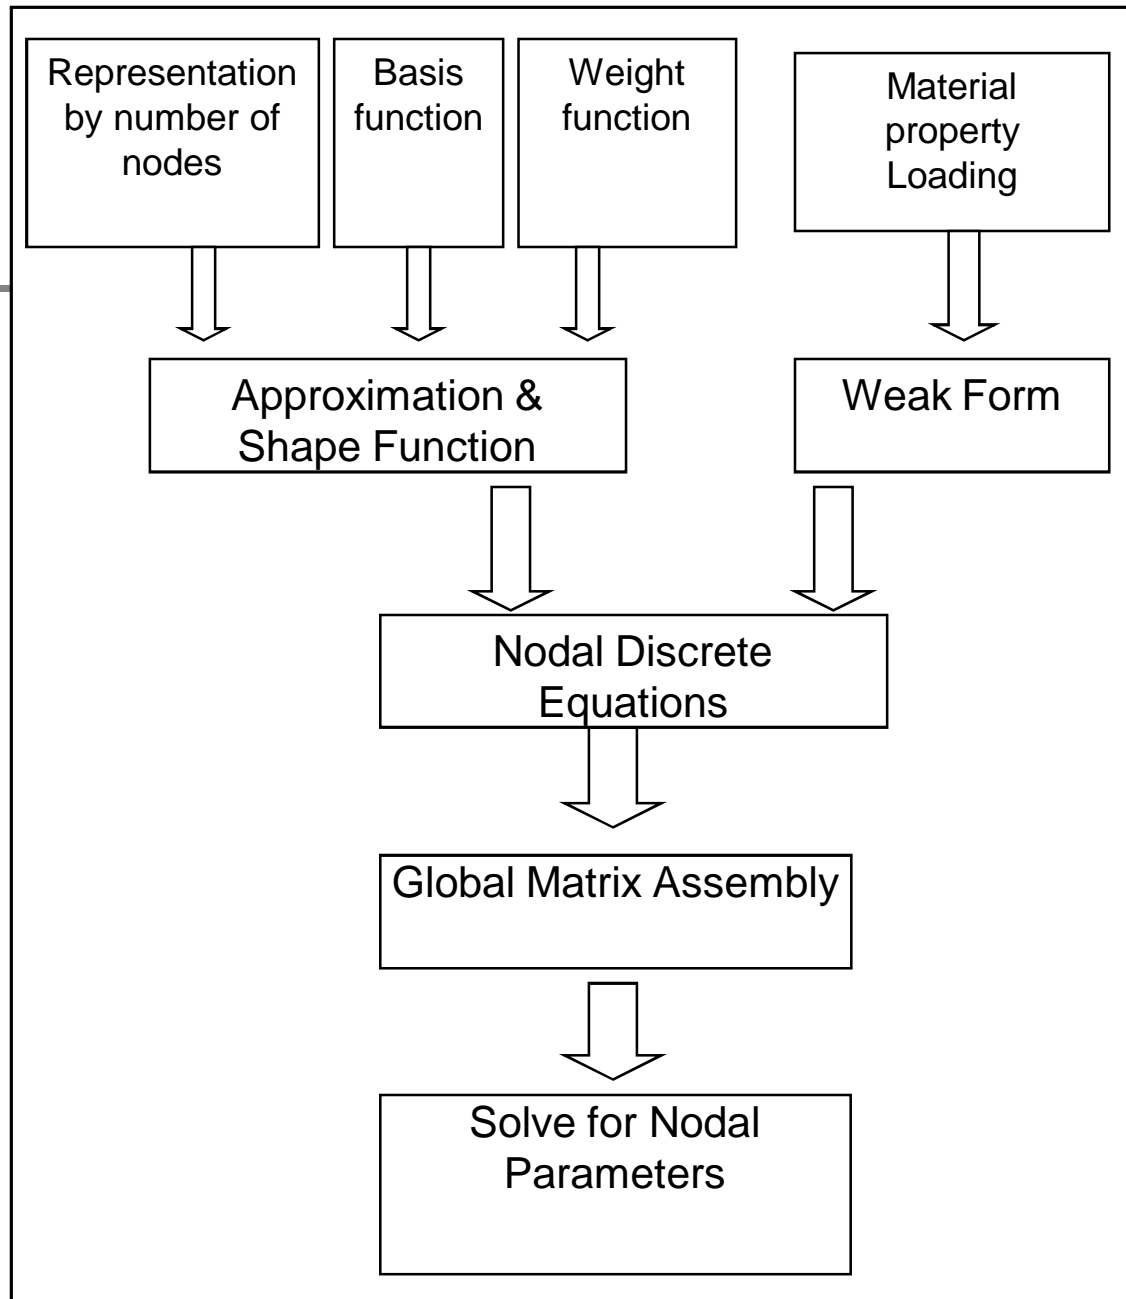 Representation
by number of
nodes
Basis
function
Weight
function
Material
property
Loading
Approximation &
Shape Function
Weak Form
Nodal Discrete
Equations
Global Matrix Assembly
Solve for Nodal
Parameters